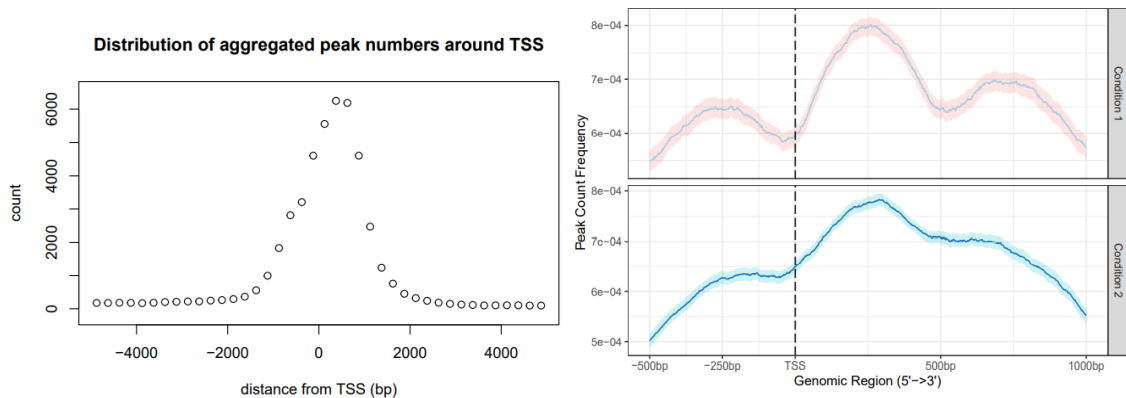 Distribution of aggregated peak numbers around TSS
count
6000
4000
2000
0
−4000
−2000
0
2000
4000
distance from TSS (bp)
Peak Count Frequency
8e−04
7e−04
6e−04
Condition 1
8e−04
7e−04
6e−04
5e−04
Condition 2
−500bp
−250bp
TSS
500bp
1000bp
Genomic Region (5'−>3')